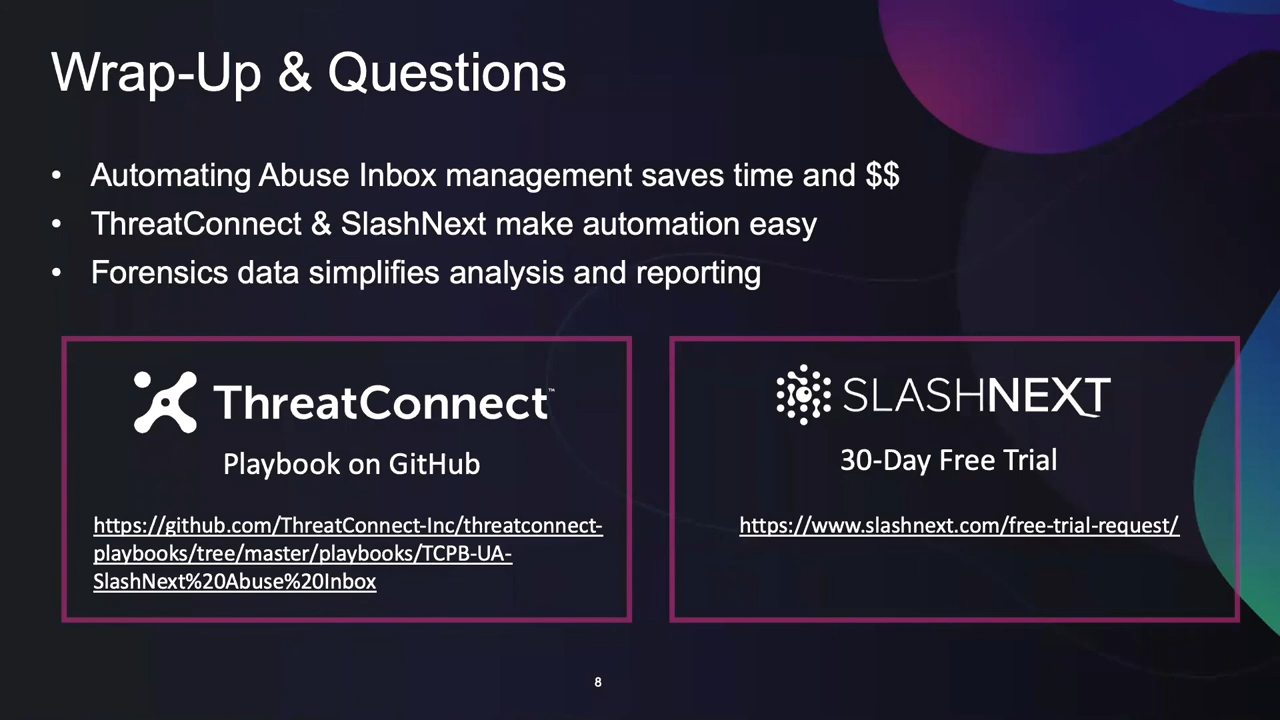 Wrap-Up & Questions
• Automating Abuse Inbox management saves time and $$
• ThreatConnect & SlashNext make automation easy
• Forensics data simplifies analysis and reporting
ThreatConnect™
Playbook on GitHub
https://github.com/ThreatConnect-Inc/threatconnect-
playbooks/tree/master/playbooks/TCPB-UA-
SlashNext%20Abuse%20Inbox
SLASHNEXT
30-Day Free Trial
https://www.slashnext.com/free-trial-request/
8